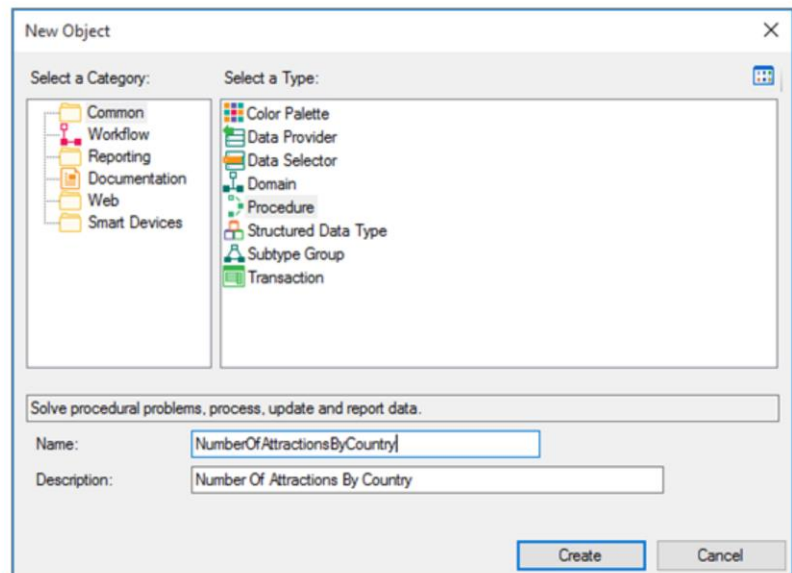 New Object
Select a Category:
Select a Type:
Common
Workflow
Reporting
Documentation
Web
Smart Devices
Color Palette
Data Provider
Data Selector
Domain
Procedure
Structured Data Type
Subtype Group
Transaction
Solve procedural problems, process, update and report data.
Name: NumberOfAttractionsByCountry
Description: Number Of Attractions By Country
Create Cancel